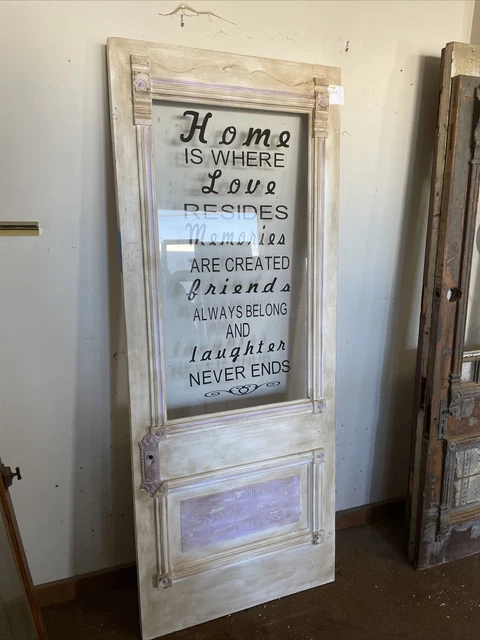 Home
IS WHERE
Love
RESIDES
Memories
ARE CREATED
friends
ALWAYS BELONG
AND
laughter
NEVER ENDS